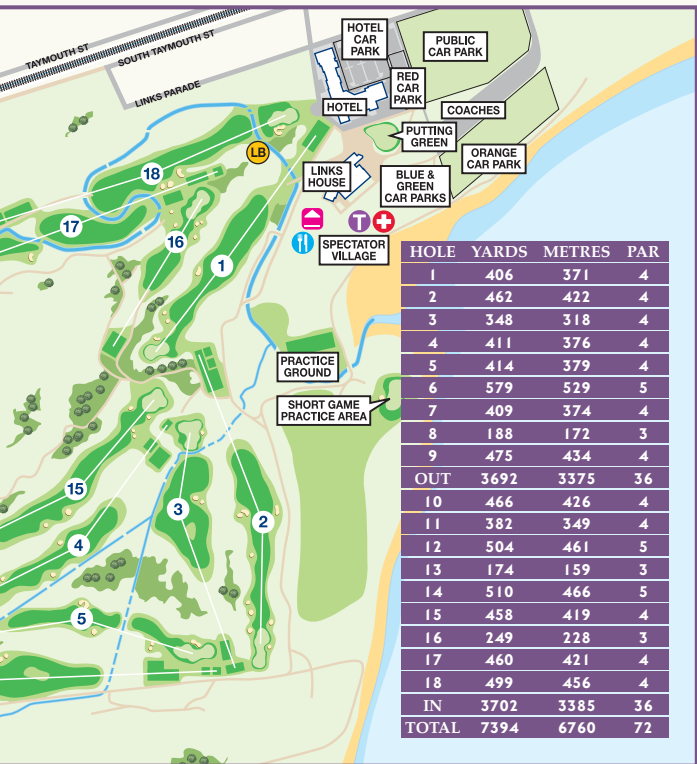 TAYMOUTH ST
SOUTH TAYMOUTH ST
LINKS PARADE
HOTEL
CAR
PARK
PUBLIC
CAR PARK
RED
CAR
PARK
HOTEL
COACHES
PUTTING
GREEN
ORANGE
CAR PARK
LB
LINKS
HOUSE
BLUE &
GREEN
CAR PARKS
18
17
16
1
T
SPECTATOR
VILLAGE
PRACTICE
GROUND
SHORT GAME
PRACTICE AREA
15
3
2
4
5
HOLE YARDS METRES PAR
1 406 371 4
2 462 422 4
3 348 318 4
4 411 376 4
5 414 379 4
6 579 529 5
7 409 374 4
8 188 172 3
9 475 434 4
OUT 3692 3375 36
10 466 426 4
11 382 349 4
12 504 461 5
13 174 159 3
14 510 466 5
15 458 419 4
16 249 228 3
17 460 421 4
18 499 456 4
IN 3702 3385 36
TOTAL 7394 6760 72